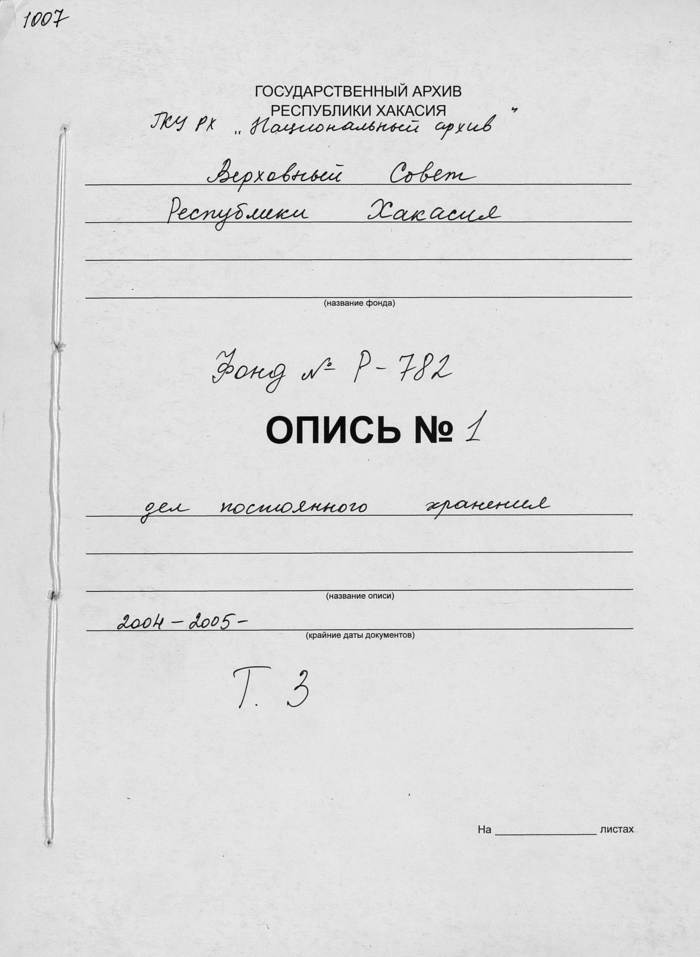 1007
ГОСУДАРСТВЕННЫЙ АРХИВ
РЕСПУБЛИКИ ХАКАСИЯ
ГКУ РХ „Национальный архив"
Верховный Совет
Республики Хакасия
(название фонда)
Фонд № Р-782
ОПИСЬ № 1
дел постоянного хранения
(название описи)
2004-2005-
(крайние даты документов)
Т. 3
На ____________ листах